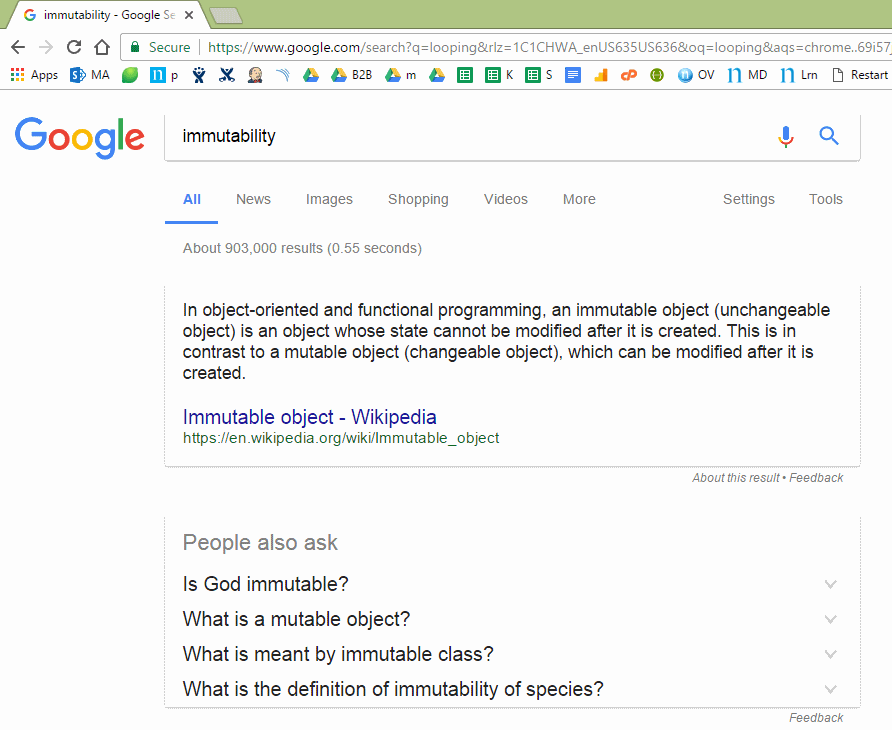 immutability - Google Se
Secure https://www.google.com/search?q=looping&rlz=1C1CHWA_enUS635US636&oq=looping&aqs=chrome..69i57
Apps MA p B2B m K S OV MD Lrn Restart
Google immutability
All News Images Shopping Videos More Settings Tools
About 903,000 results (0.55 seconds)
In object-oriented and functional programming, an immutable object (unchangeable
object) is an object whose state cannot be modified after it is created. This is in
contrast to a mutable object (changeable object), which can be modified after it is
created.
Immutable object - Wikipedia
https://en.wikipedia.org/wiki/Immutable_object
About this result • Feedback
People also ask
Is God immutable?
What is a mutable object?
What is meant by immutable class?
What is the definition of immutability of species?
Feedback